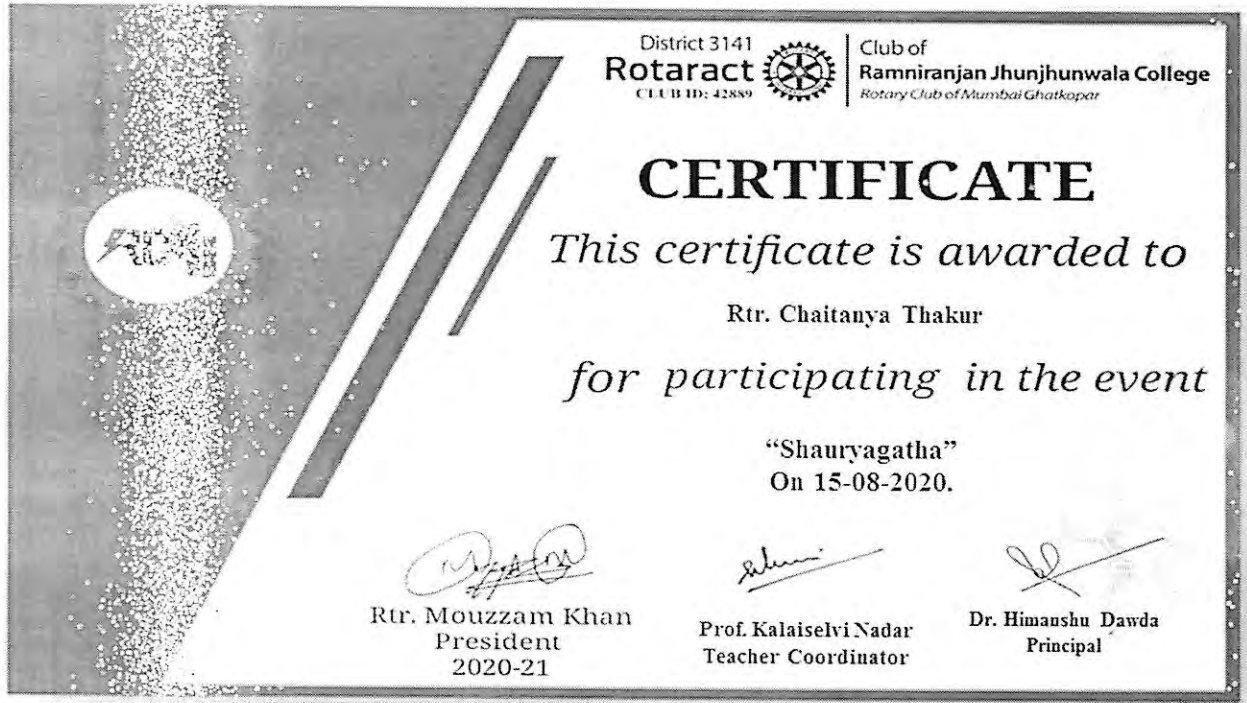 District 3141
Rotaract
CLUB ID: 42889
Club of
Ramniranjan Jhunjhunwala College
Rotary Club of Mumbai Ghatkopar
CERTIFICATE
This certificate is awarded to
Rtr. Chaitanya Thakur
for participating in the event
“Shauryagatha”
On 15-08-2020.
Rtr. Mouzzam Khan
President
2020-21
Prof. Kalaiselvi Nadar
Teacher Coordinator
Dr. Himanshu Dawda
Principal